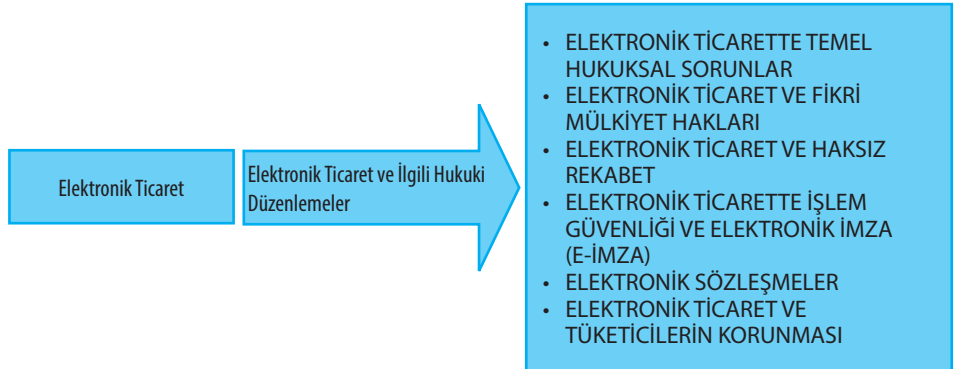 Elektronik Ticaret
Elektronik Ticaret ve İlgili Hukuki
Düzenlemeler
• ELEKTRONİK TİCARETTE TEMEL
HUKUKSAL SORUNLAR
• ELEKTRONİK TİCARET VE FİKRİ
MÜLKİYET HAKLARI
• ELEKTRONİK TİCARET VE HAKSIZ
REKABET
• ELEKTRONİK TİCARETTE İŞLEM
GÜVENLİĞİ VE ELEKTRONİK İMZA
(E-İMZA)
• ELEKTRONİK SÖZLEŞMELER
• ELEKTRONİK TİCARET VE
TÜKETİCİLERİN KORUNMASI